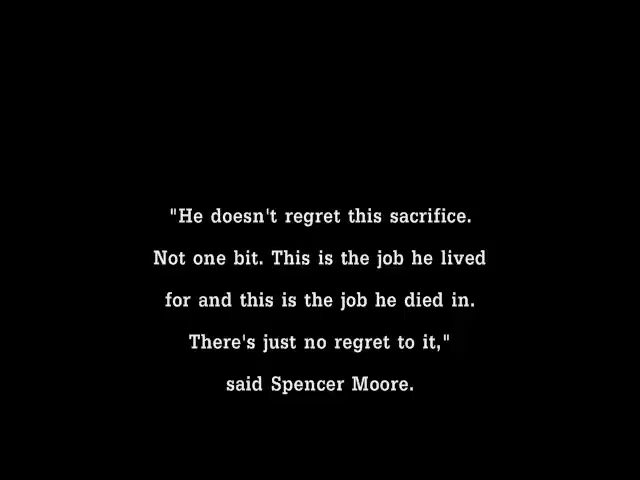 "He doesn't regret this sacrifice.
Not one bit. This is the job he lived
for and this is the job he died in.
There's just no regret to it,"
said Spencer Moore.